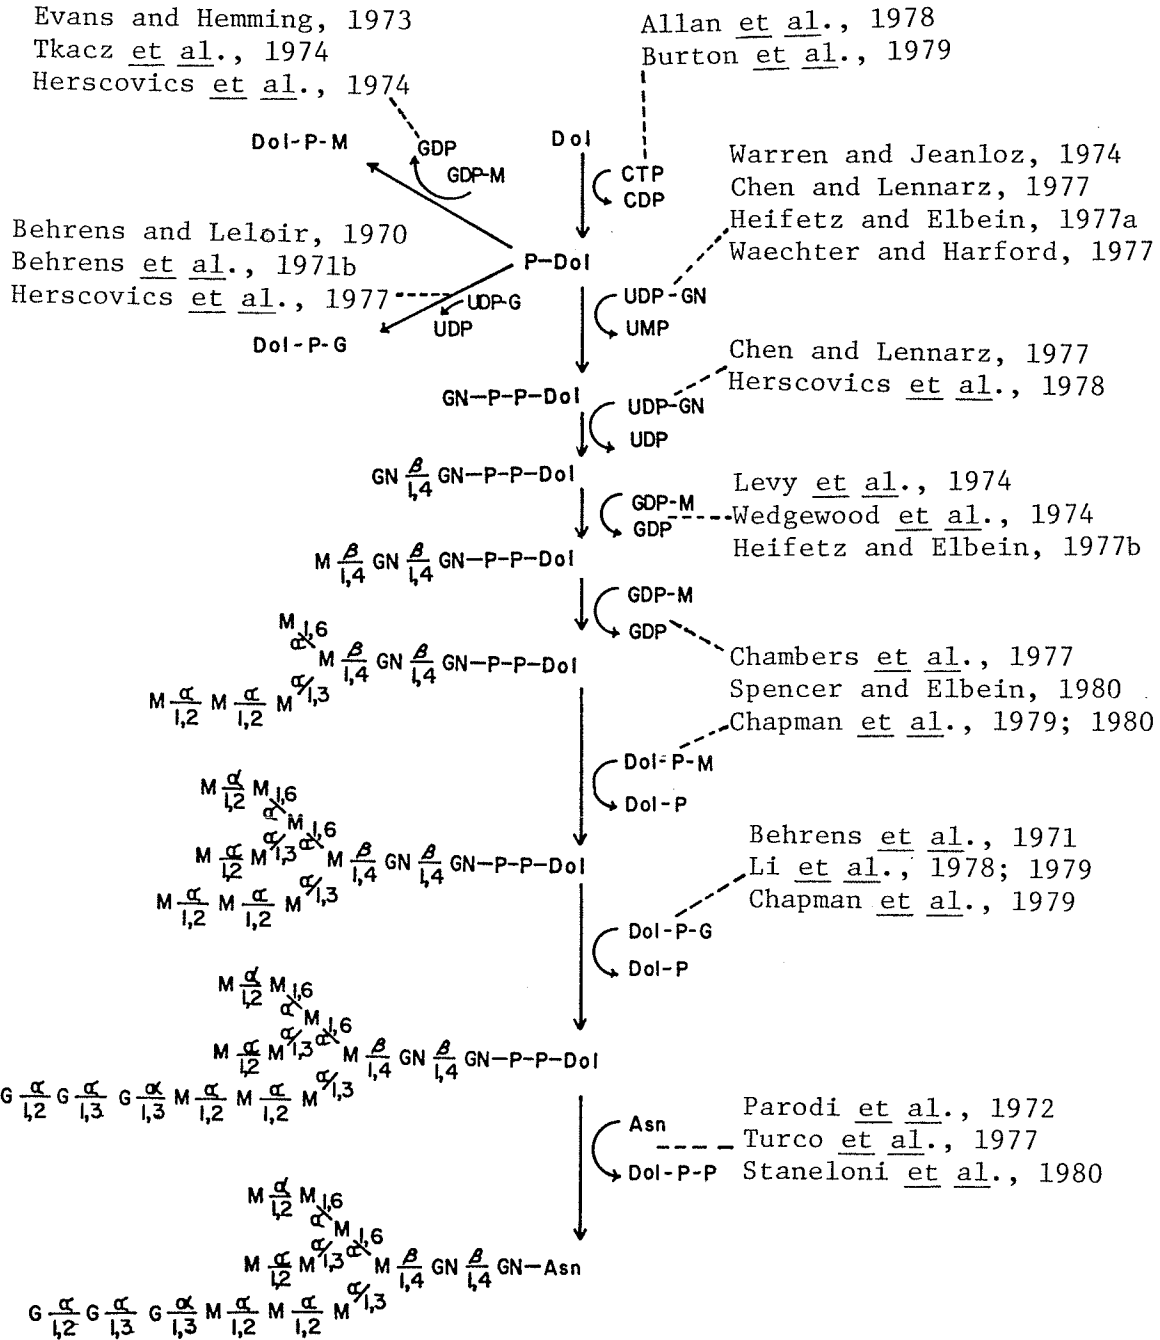 Evans and Hemming, 1973
Tkacz et al., 1974
Herscovics et al., 1974
Allan et al., 1978
Burton et al., 1979
Dol-P-M
GDP
GDP-M
Dol
CTP
CDP
Warren and Jeanloz, 1974
Chen and Lennarz, 1977
Heifetz and Elbein, 1977a
Waechter and Harford, 1977
Behrens and Leloir, 1970
Behrens et al., 1971b
Herscovics et al., 1977
P-Dol
UDP-G
UDP
Dol-P-G
UDP-GN
UMP
Chen and Lennarz, 1977
Herscovics et al., 1978
GN-P-P-Dol
UDP-GN
UDP
GN β 1,4 GN-P-P-Dol
GDP-M
GDP
Levy et al., 1974
Wedgewood et al., 1974
Heifetz and Elbein, 1977b
M β 1,4 GN β 1,4 GN-P-P-Dol
GDP-M
GDP
Chambers et al., 1977
Spencer and Elbein, 1980
Chapman et al., 1979; 1980
M α 1,6
M β 1,4 GN β 1,4 GN-P-P-Dol
M α 1,2 M α 1,2 M α 1,3
Dol-P-M
Dol-P
M α 1,2 M α 1,6
M α 1,6
M α 1,2 M α 1,3 M β 1,4 GN β 1,4 GN-P-P-Dol
M α 1,2 M α 1,2 M α 1,3
Behrens et al., 1971
Li et al., 1978; 1979
Chapman et al., 1979
Dol-P-G
Dol-P
M α 1,2 M α 1,6
M α 1,6
M α 1,2 M α 1,3 M β 1,4 GN β 1,4 GN-P-P-Dol
G α 1,2 G α 1,3 G α 1,3 M α 1,2 M α 1,2 M α 1,3
Asn
Dol-P-P
Parodi et al., 1972
Turco et al., 1977
Staneloni et al., 1980
M α 1,2 M α 1,6
M α 1,6
M α 1,2 M α 1,3 M β 1,4 GN β 1,4 GN-Asn
G α 1,2 G α 1,3 G α 1,3 M α 1,2 M α 1,2 M α 1,3